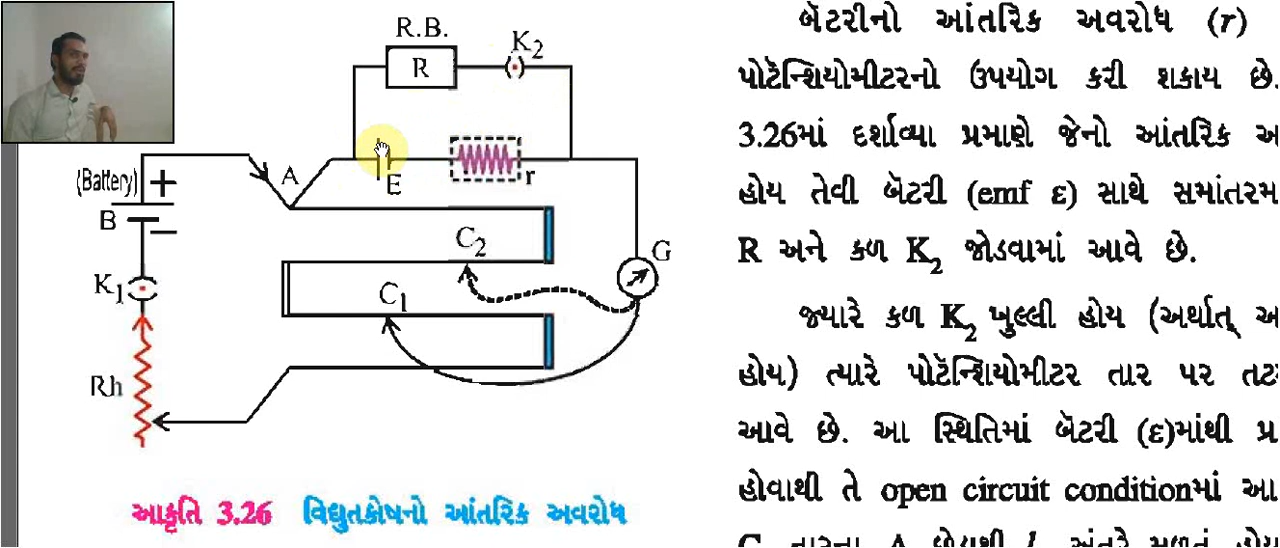 R.B.
R
K2
(Battery)
+
B
−
A
E
r
K1
Rh
C2
C1
G
આકૃતિ 3.26 વિદ્યુતકોષનો આંતરિક અવરોધ
બૅટરીનો આંતરિક અવરોધ (r)
પોટૅન્શિયોમીટરનો ઉપયોગ કરી શકાય છે.
3.26માં દર્શાવ્યા પ્રમાણે જેનો આંતરિક
હોય તેવી બૅટરી (emf ε) સાથે
R અને કળ K2 જોડવામાં આવે છે.
જ્યારે કળ K2 ખુલ્લી હોય (અર્થાત્
હોય) ત્યારે પોટૅન્શિયોમીટર તાર પર
આવે છે. આ સ્થિતિમાં બૅટરી (ε)માંથી
હોવાથી તે open circuit conditionમાં